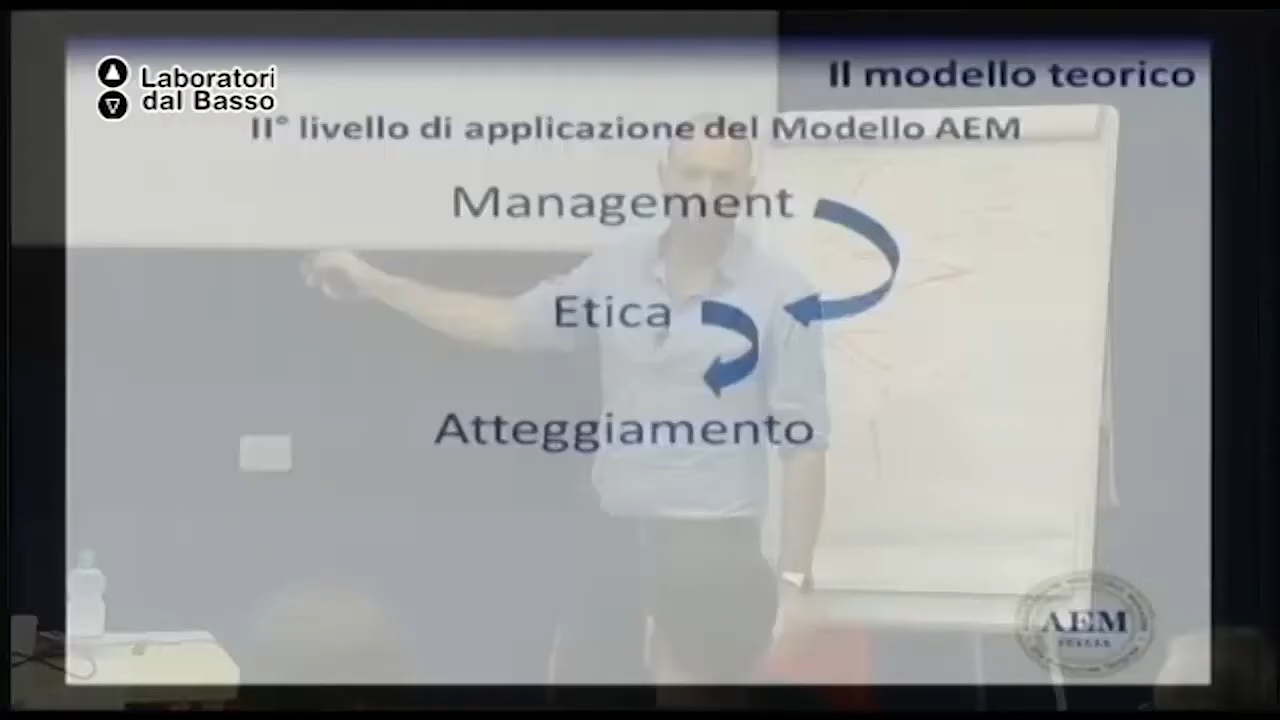 Laboratori
dal Basso
Il modello teorico
II° livello di applicazione del Modello AEM
Management
Etica
Atteggiamento
AEM